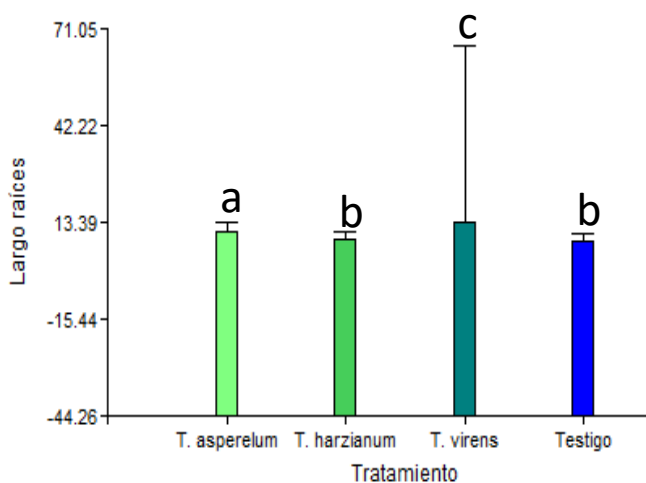 71.05
c
42.22
a
b
b
13.39
-15.44
-44.26
Largo raíces
T. asperelum T. harzianum T. virens Testigo
Tratamiento